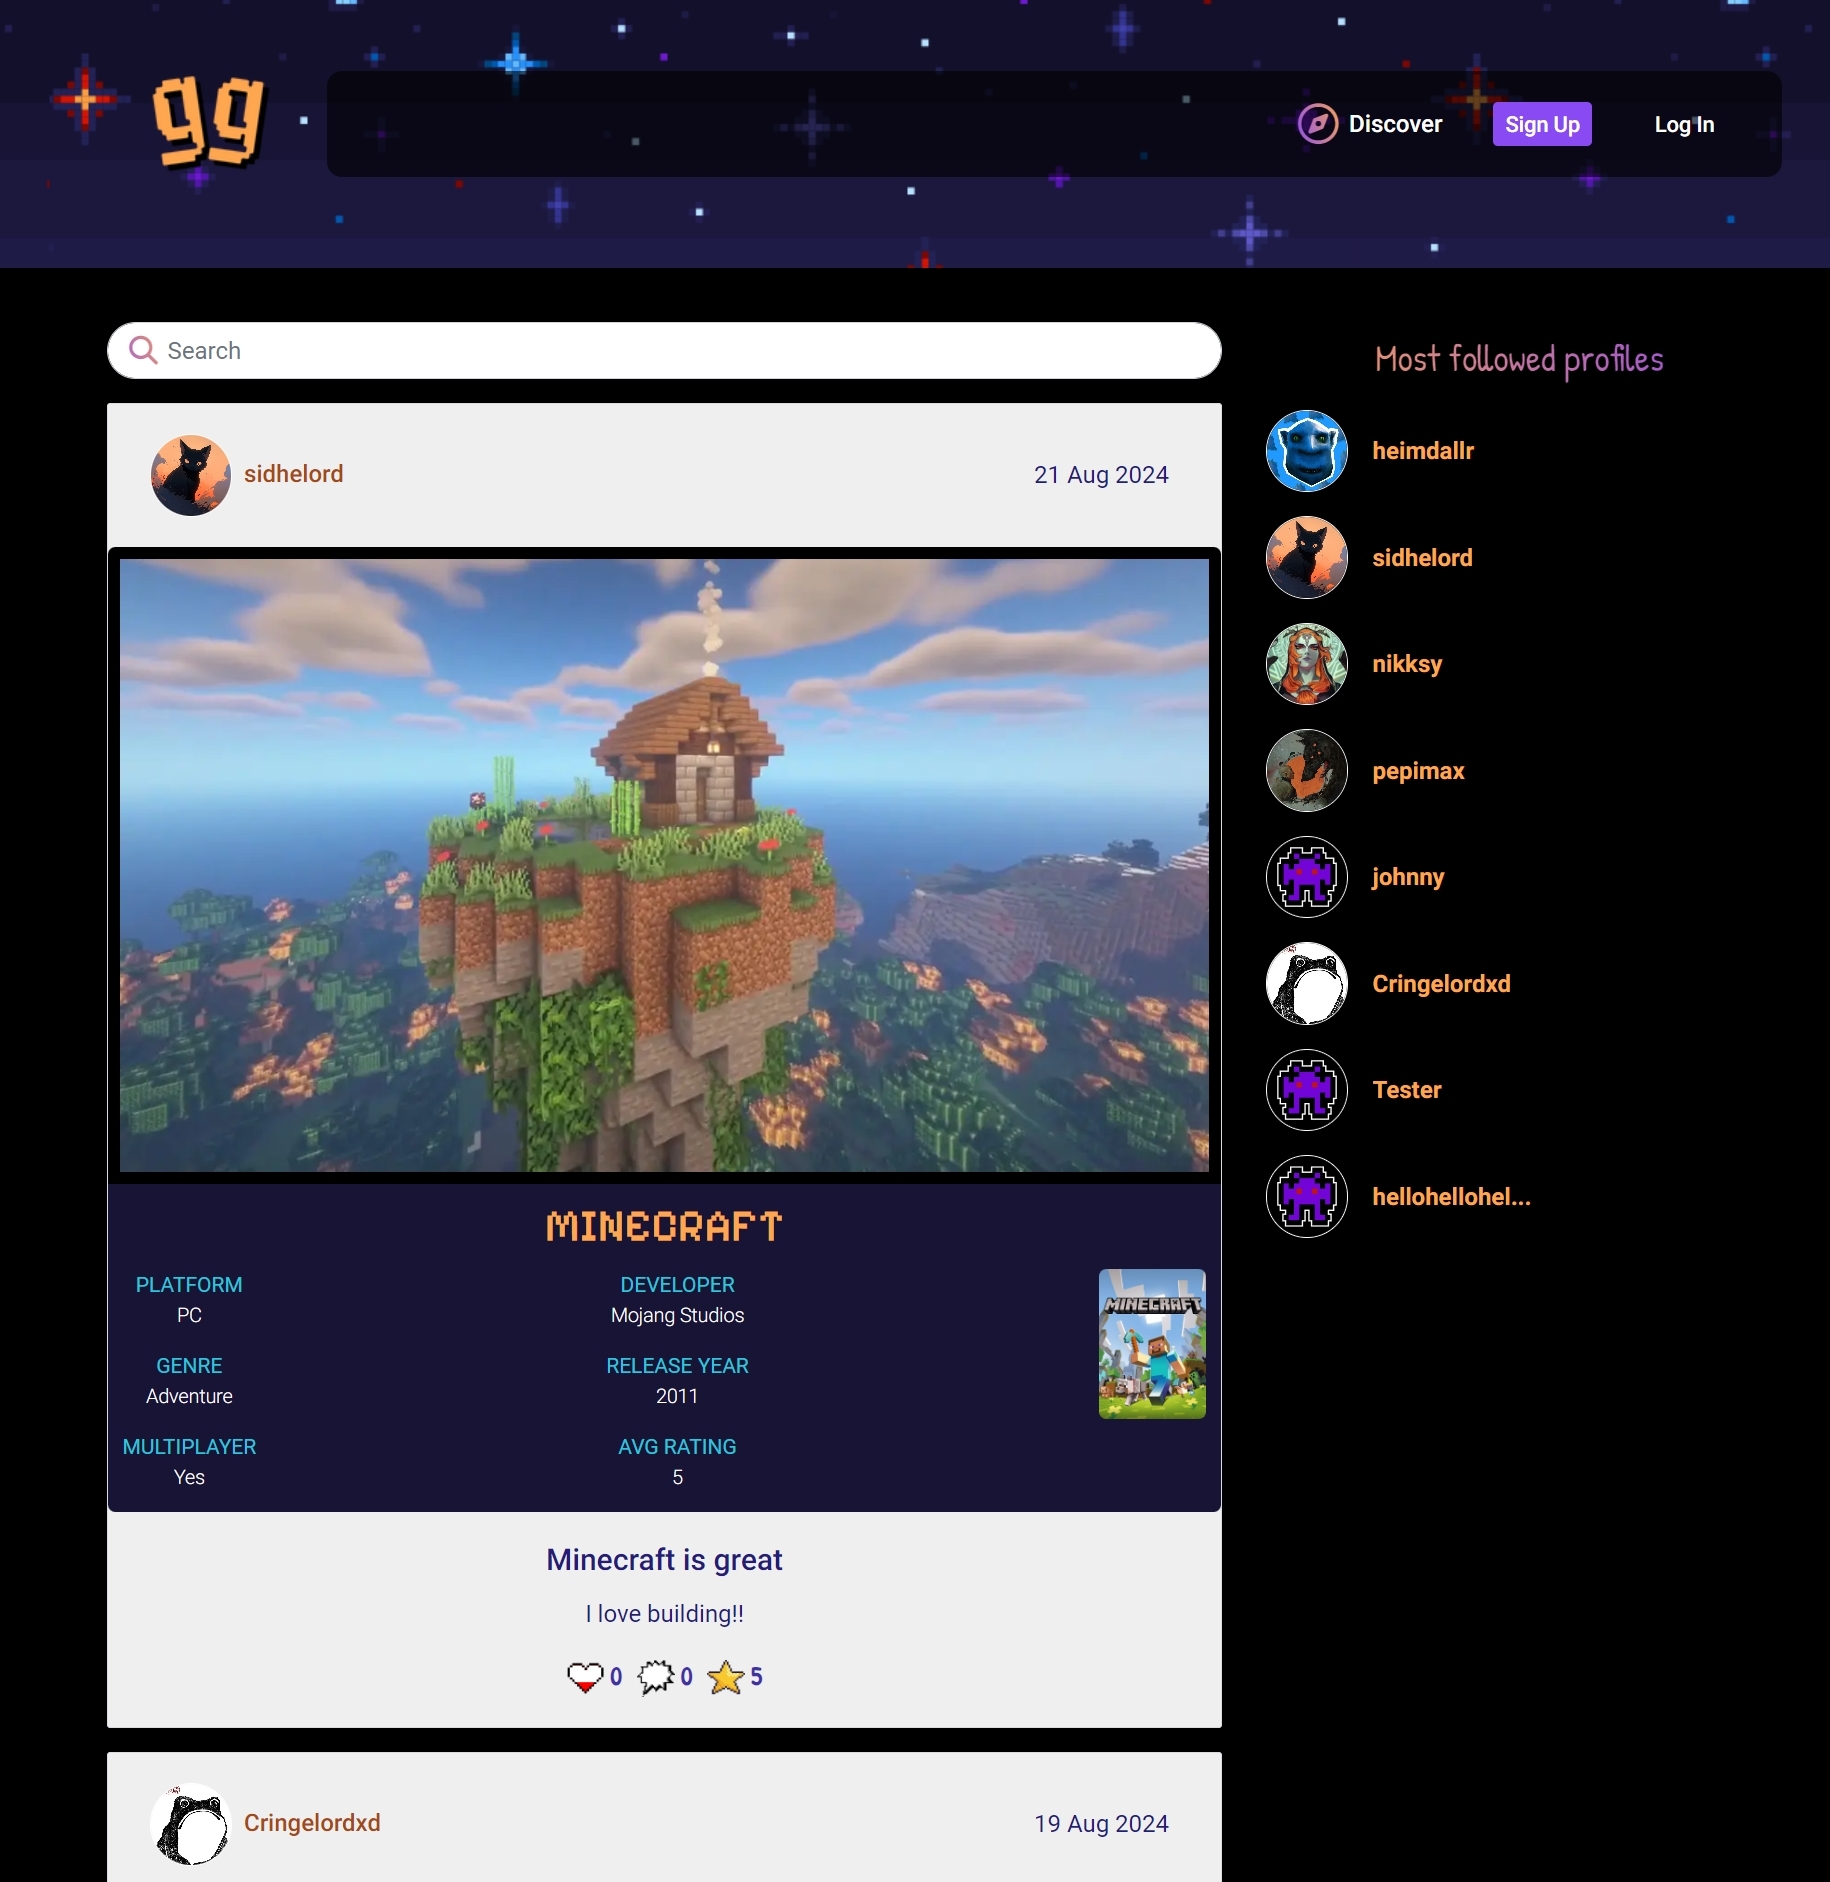 gg
Discover
Sign Up
Log In
Search
Most followed profiles
sidhelord
21 Aug 2024
heimdallr
sidhelord
nikksy
pepimax
johnny
Cringelordxd
Tester
hellohellohel...
MINECRAFT
PLATFORM
PC
DEVELOPER
Mojang Studios
MINECRAFT
GENRE
Adventure
RELEASE YEAR
2011
MULTIPLAYER
Yes
AVG RATING
5
Minecraft is great
I love building!!
0 0 5
Cringelordxd
19 Aug 2024